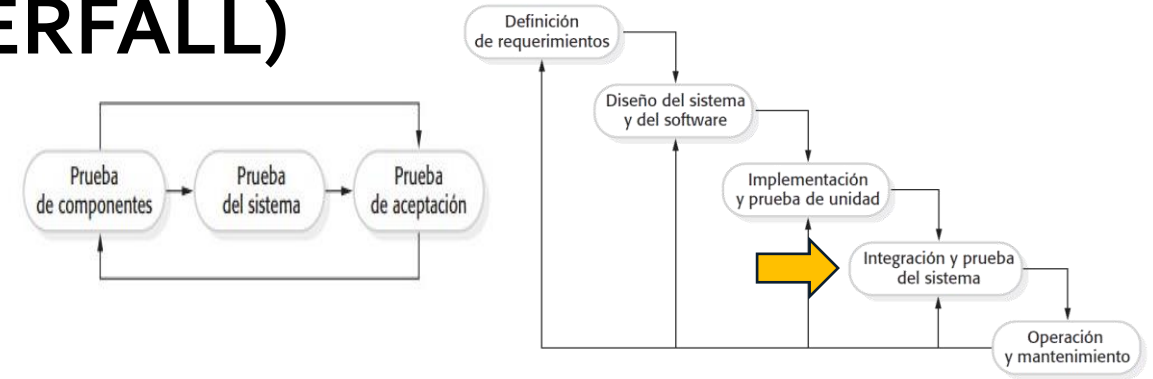 ERFALL)
Prueba
de componentes
Prueba
del sistema
Prueba
de aceptación
Definición
de requerimientos
Diseño del sistema
y del software
Implementación
y prueba de unidad
Integración y prueba
del sistema
Operación
y mantenimiento